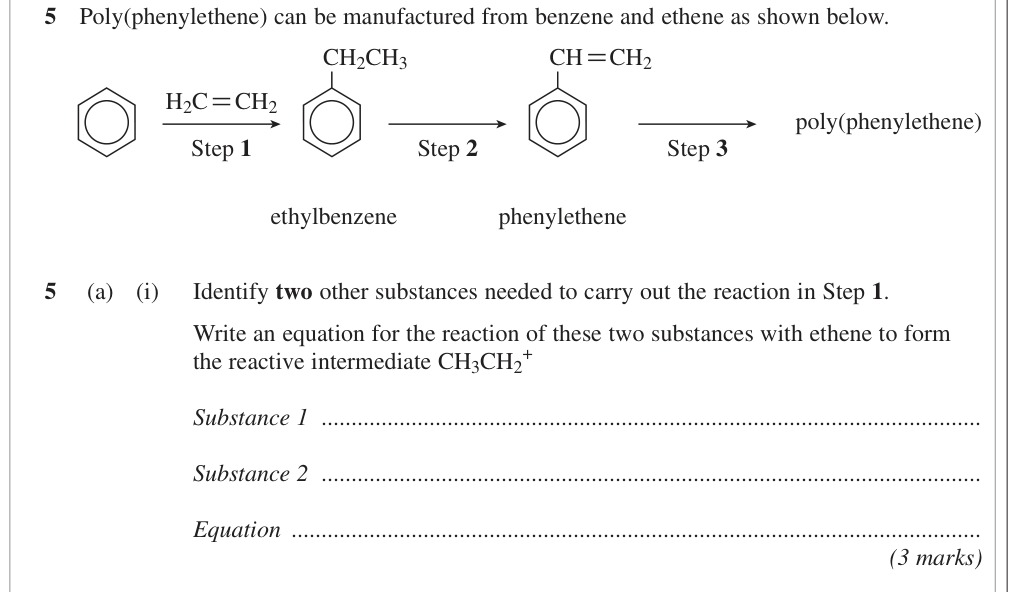 5 Poly(phenylethene) can be manufactured from benzene and ethene as shown below.
CH₂CH₃ CH=CH₂
H₂C=CH₂
poly(phenylethene)
Step 1 Step 2 Step 3
ethylbenzene phenylethene
5 (a) (i) Identify two other substances needed to carry out the reaction in Step 1.
Write an equation for the reaction of these two substances with ethene to form
the reactive intermediate CH₃CH₂⁺
Substance 1 ..............................................................................................................
Substance 2 ..............................................................................................................
Equation ...................................................................................................................
(3 marks)